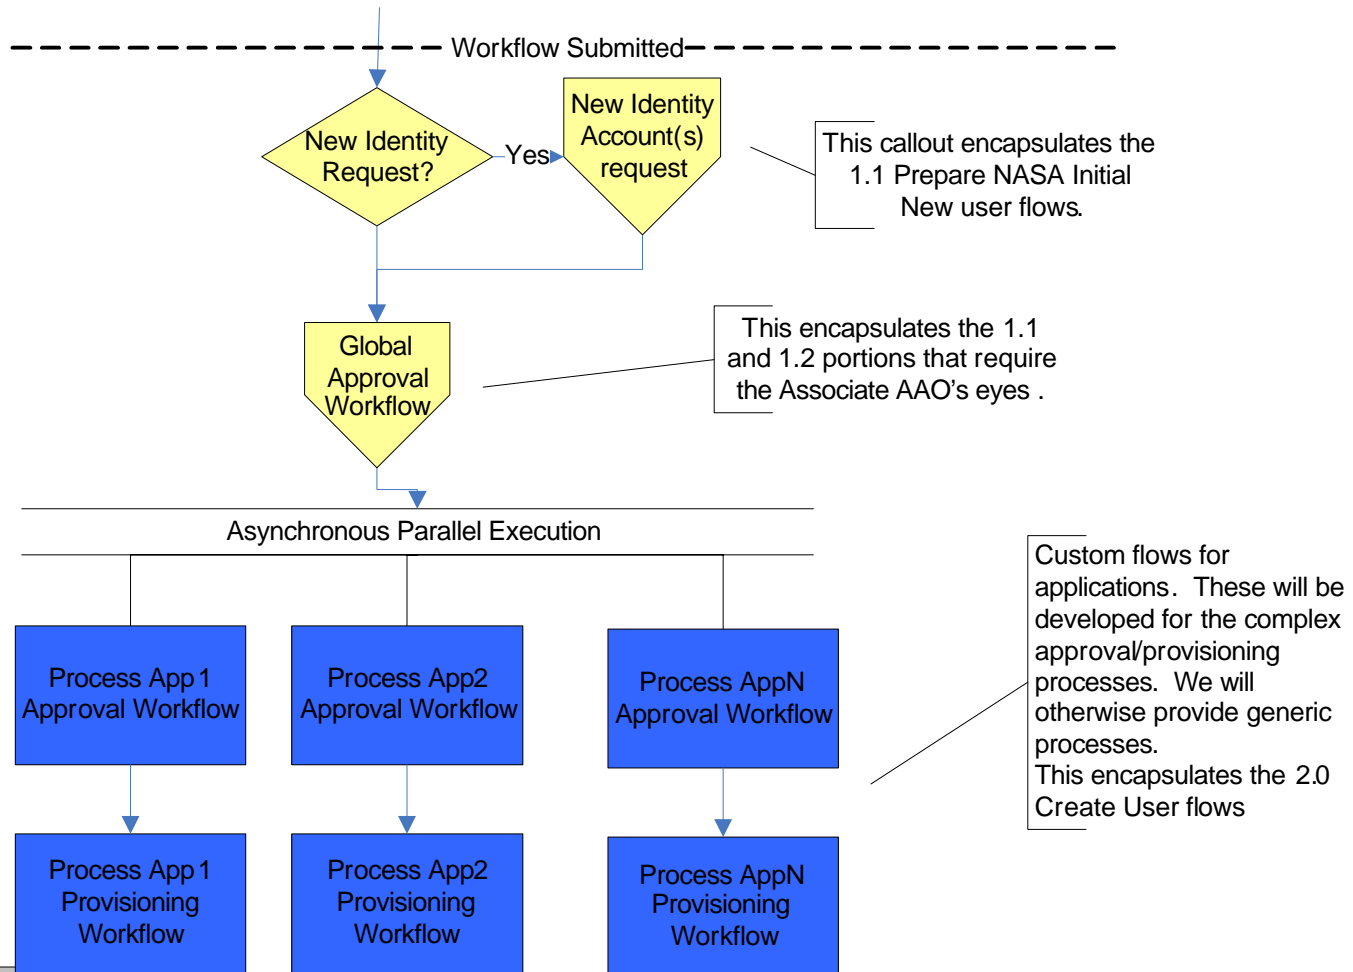 Workflow Submitted
New Identity
Request?
Yes
New Identity
Account(s)
request
This callout encapsulates the
1.1 Prepare NASA Initial
New user flows.
Global
Approval
Workflow
This encapsulates the 1.1
and 1.2 portions that require
the Associate AAO's eyes .
Asynchronous Parallel Execution
Custom flows for
applications. These will be
developed for the complex
approval/provisioning
processes. We will
otherwise provide generic
processes.
This encapsulates the 2.0
Create User flows
Process App1
Approval Workflow
Process App2
Approval Workflow
Process AppN
Approval Workflow
Process App1
Provisioning
Workflow
Process App2
Provisioning
Workflow
Process AppN
Provisioning
Workflow